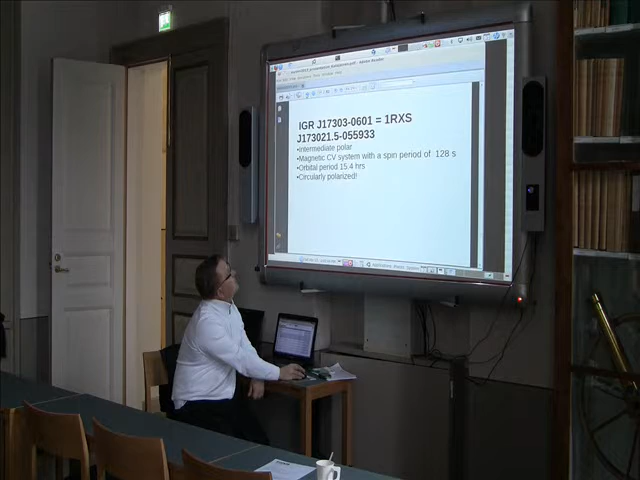 IGR J17303-0601 = 1RXS
J173021.5-055933
•Intermediate polar
•Magnetic CV system with a spin period of 128 s
•Orbital period 15.4 hrs
•Circularly polarized!